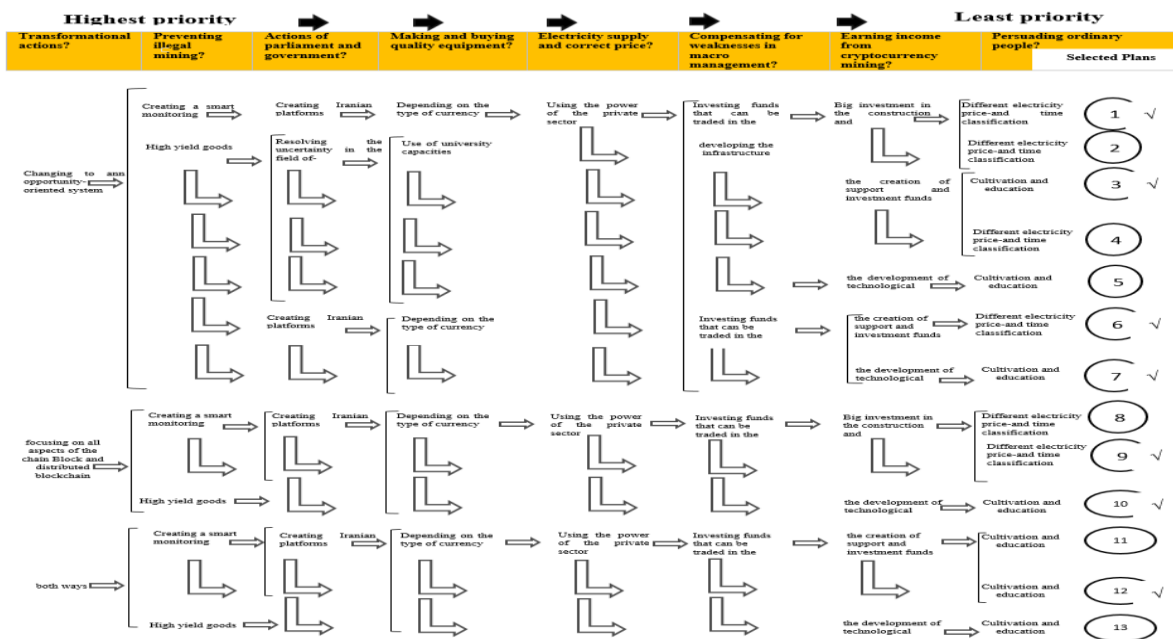 Highest priority
Least priority
Transformational
actions?
Preventing
illegal
mining?
Actions of
parliament and
government?
Making and buying
quality equipment?
Electricity supply
and correct price?
Compensating for
weaknesses in
macro
management?
Earning income
from
cryptocurrency
mining?
Persuading ordinary
people?
Selected Plans
Creating a smart
monitoring
Creating Iranian
platforms
Depending on the
type of currency
Using the power
of the private
sector
Investing funds
that can be
traded in the
Big investment in
the construction
and
Different electricity
price-and time
classification
1 √
High yield goods
Resolving the
uncertainty in the
field of-
Use of university
capacities
developing the
infrastructure
Different electricity
price-and time
classification
2
Changing to ann
opportunity-
oriented system
the creation of
support and
investment funds
Cultivation and
education
3 √
Different electricity
price-and time
classification
4
the development of
technological
Cultivation and
education
5
Creating Iranian
platforms
Depending on the
type of currency
Investing funds
that can be
traded in the
the creation of
support and
investment funds
Different electricity
price-and time
classification
6 √
the development of
technological
Cultivation and
education
7 √
focusing on all
aspects of the
chain Block and
distributed
blockchain
Creating a smart
monitoring
Creating Iranian
platforms
Depending on the
type of currency
Using the power
of the private
sector
Investing funds
that can be
traded in the
Big investment in
the construction
and
Different electricity
price-and time
classification
8
Different electricity
price-and time
classification
9 √
High yield goods
the development of
technological
Cultivation and
education
10 √
both ways
Creating a smart
monitoring
Creating Iranian
platforms
Depending on the
type of currency
Using the power
of the private
sector
Investing funds
that can be
traded in the
the creation of
support and
investment funds
Cultivation and
education
11
Cultivation and
education
12 √
High yield goods
the development of
technological
Cultivation and
education
13